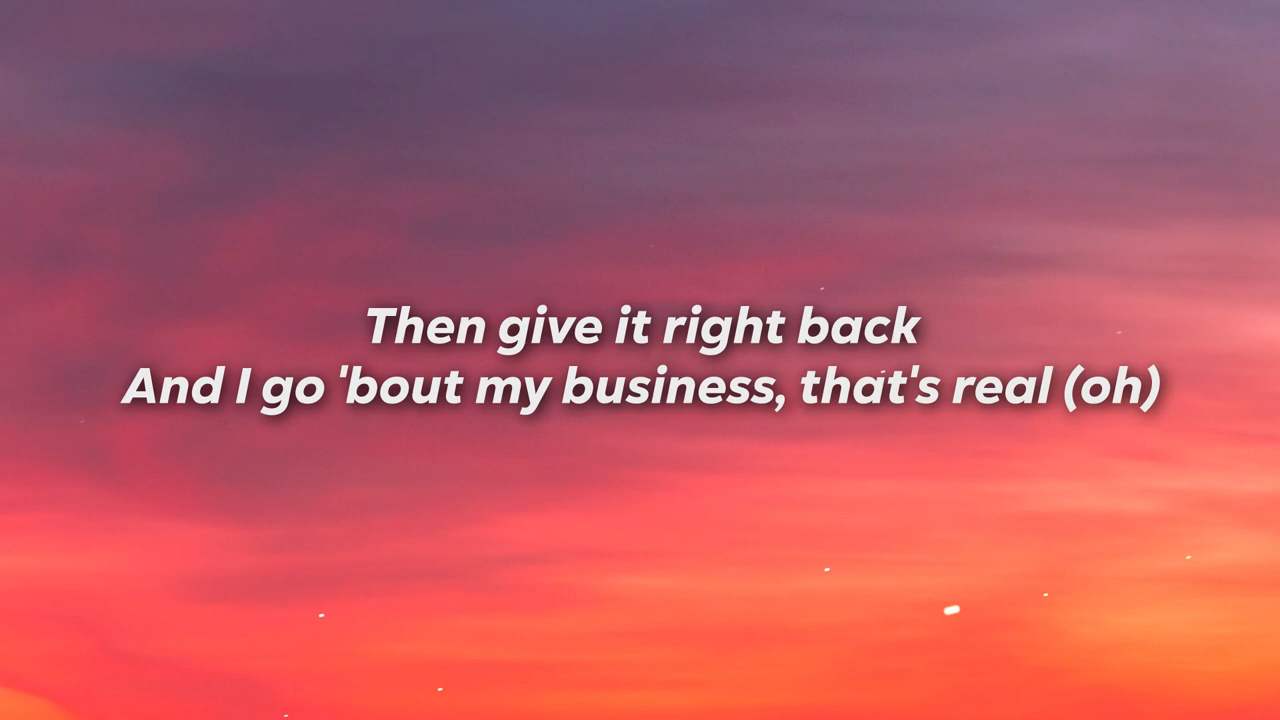 Then give it right back
And I go 'bout my business, that's real (oh)